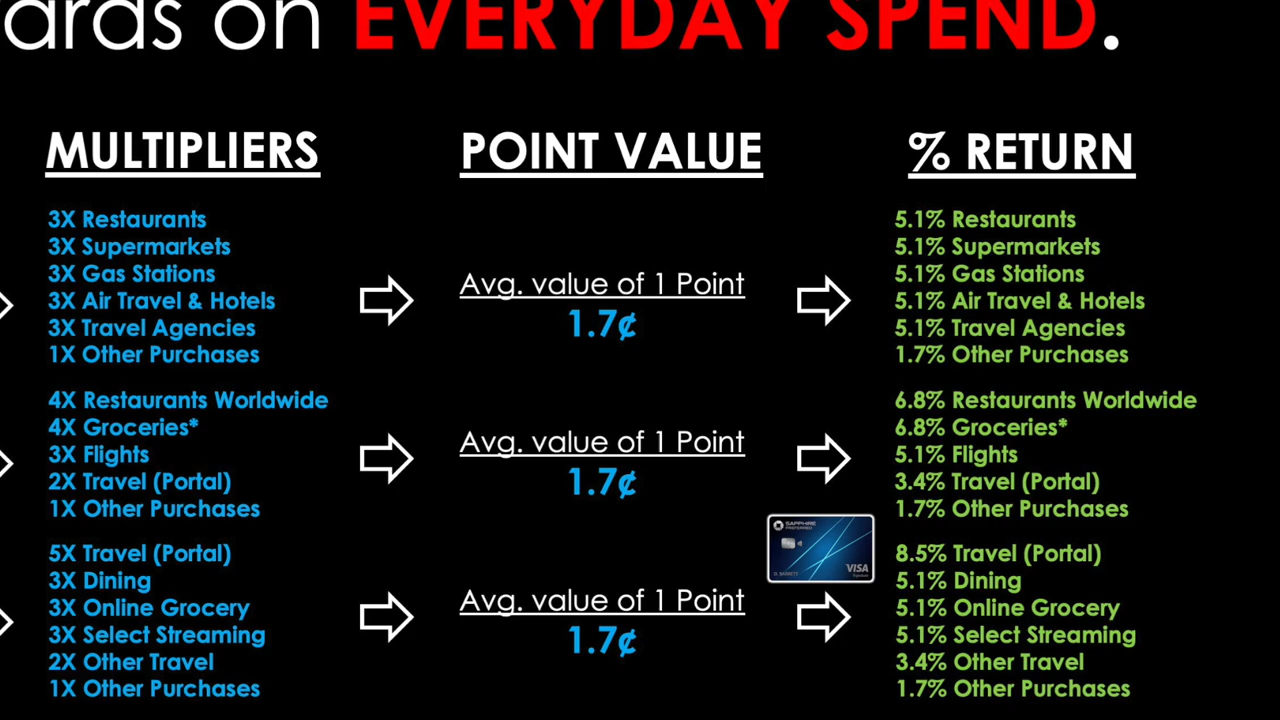 ards on EVERYDAY SPEND.
MULTIPLIERS
3X Restaurants
3X Supermarkets
3X Gas Stations
3X Air Travel & Hotels
3X Travel Agencies
1X Other Purchases
4X Restaurants Worldwide
4X Groceries*
3X Flights
2X Travel (Portal)
1X Other Purchases
5X Travel (Portal)
3X Dining
3X Online Grocery
3X Select Streaming
2X Other Travel
1X Other Purchases
POINT VALUE
Avg. value of 1 Point
1.7¢
Avg. value of 1 Point
1.7¢
Avg. value of 1 Point
1.7¢
SAPPHIRE
PREFERRED
D. BARRETT
VISA
Signature
% RETURN
5.1% Restaurants
5.1% Supermarkets
5.1% Gas Stations
5.1% Air Travel & Hotels
5.1% Travel Agencies
1.7% Other Purchases
6.8% Restaurants Worldwide
6.8% Groceries*
5.1% Flights
3.4% Travel (Portal)
1.7% Other Purchases
8.5% Travel (Portal)
5.1% Dining
5.1% Online Grocery
5.1% Select Streaming
3.4% Other Travel
1.7% Other Purchases